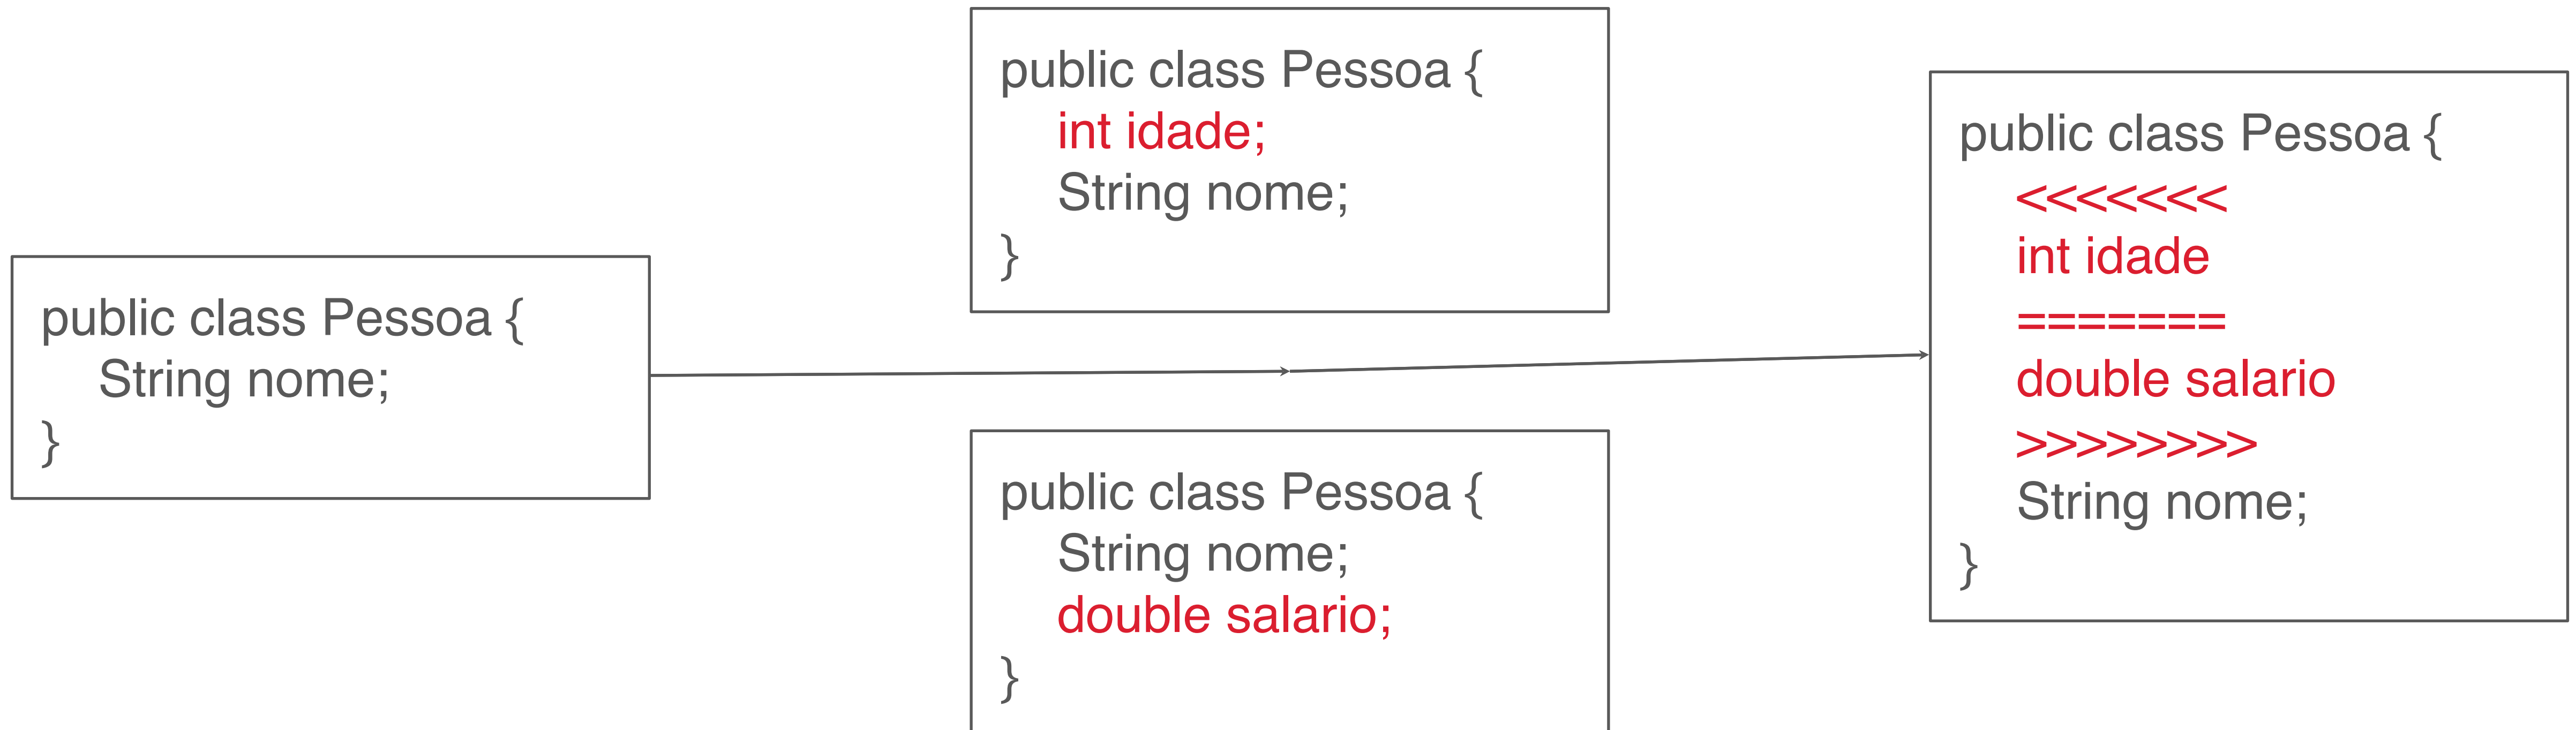 public class Pessoa {
String nome;
}
public class Pessoa {
int idade;
String nome;
}
public class Pessoa {
String nome;
double salario;
}
public class Pessoa {
<<<<<<<
int idade
=======
double salario
>>>>>>>>
String nome;
}